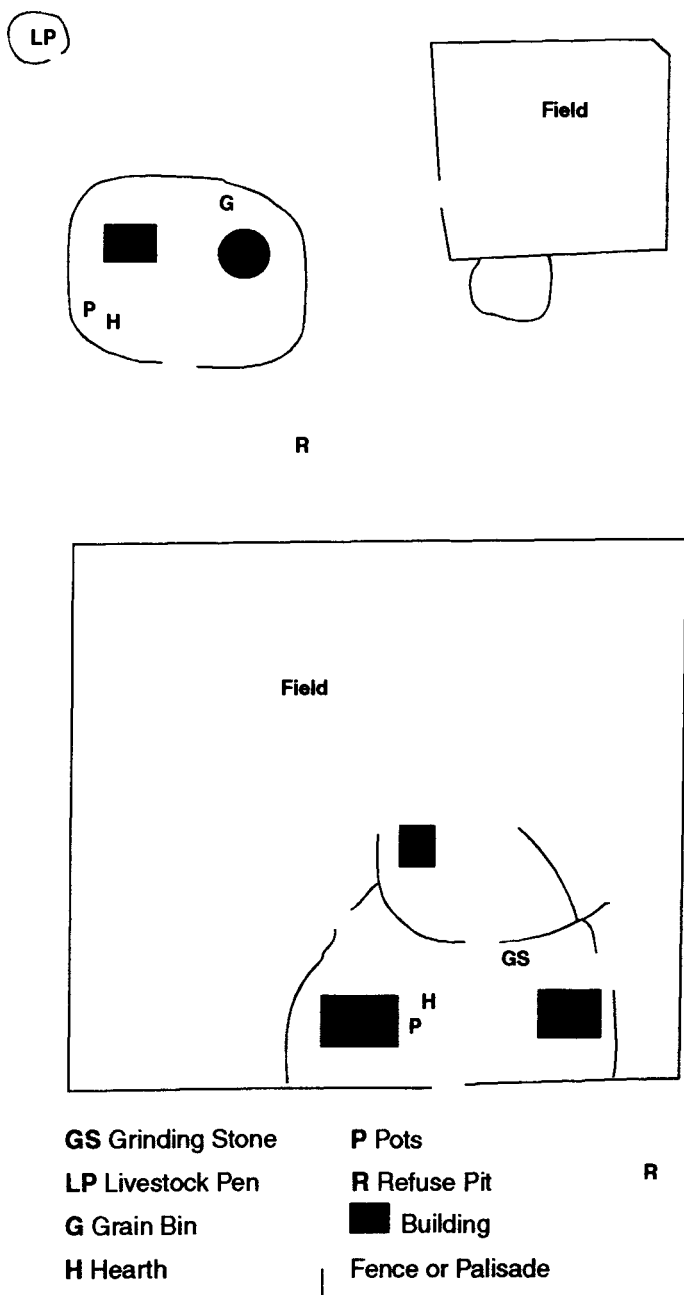 LP
Field
G
P
H
R
Field
GS
H
P
GS Grinding Stone
P Pots
LP Livestock Pen
R Refuse Pit
R
G Grain Bin
Building
H Hearth
Fence or Palisade